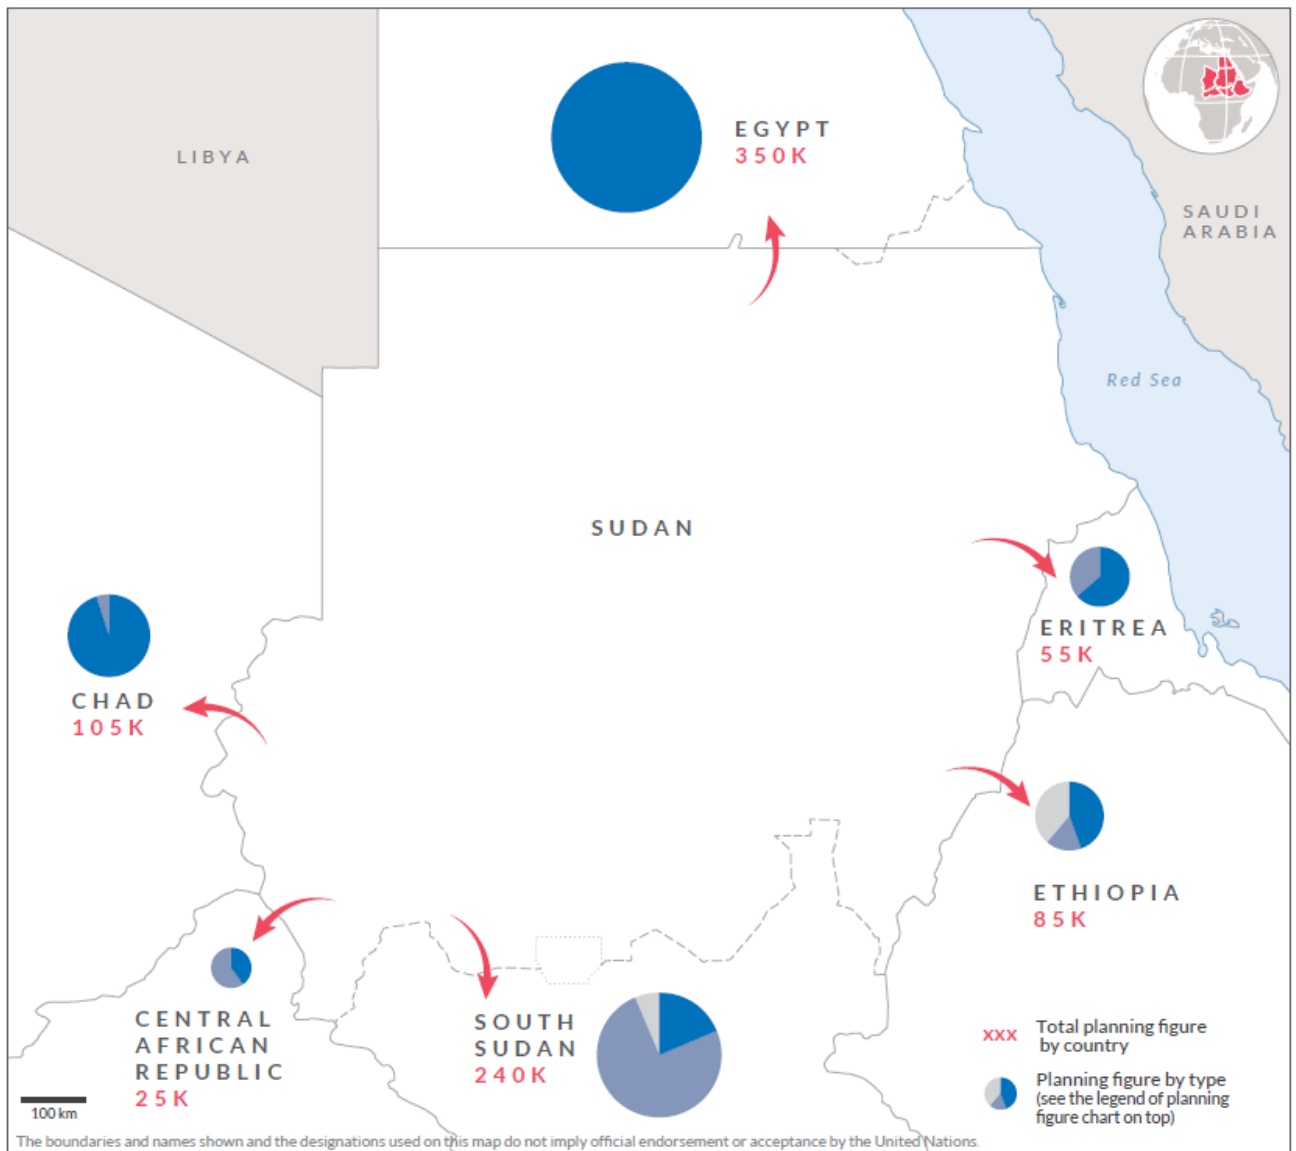 LIBYA
EGYPT
350K
SAUDI
ARABIA
Red Sea
SUDAN
ERITREA
55K
CHAD
105K
ETHIOPIA
85K
CENTRAL
AFRICAN
REPUBLIC
25K
SOUTH
SUDAN
240K
xxx
Total planning figure
by country
Planning figure by type
(see the legend of planning
figure chart on top)
100 km
The boundaries and names shown and the designations used on this map do not imply official endorsement or acceptance by the United Nations.